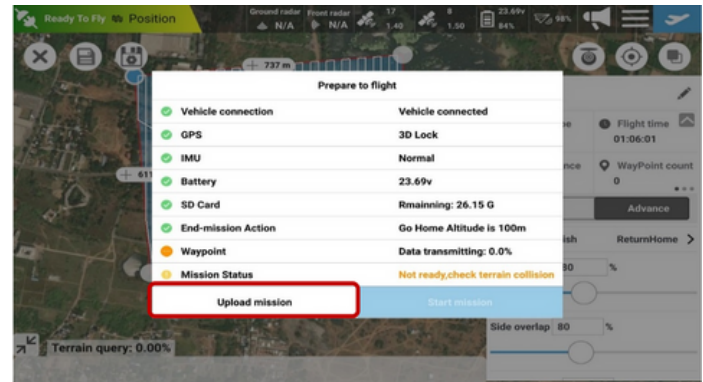 Ready To Fly Position
Ground radar N/A
Front radar N/A
17 1.40
8 1.50
23.69v 84%
98%
737 m
611
Prepare to flight
Vehicle connection Vehicle connected
GPS 3D Lock
IMU Normal
Battery 23.69v
SD Card Rmainning: 26.15 G
End-mission Action Go Home Altitude is 100m
Waypoint Data transmitting: 0.0%
Mission Status Not ready,check terrain collision
Upload mission Start mission
Flight time
01:06:01
WayPoint count
0
Advance
ReturnHome >
80 %
Side overlap 80 %
Terrain query: 0.00%